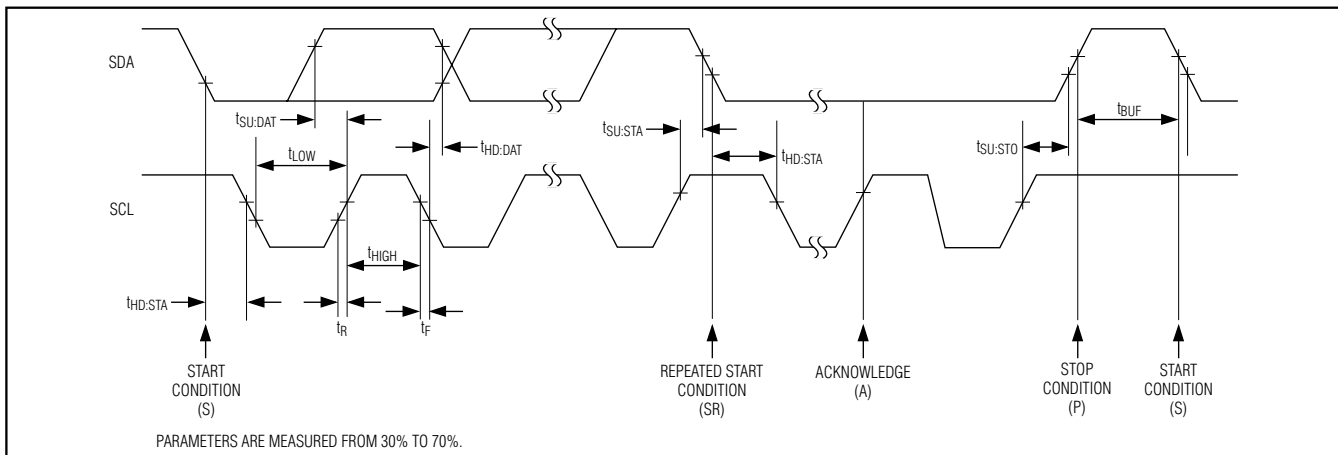 SDA
tSU:DAT
tLOW
tHD:DAT
tSU:STA
tHD:STA
tSU:STO
tBUF
SCL
tHIGH
tHD:STA
tR
tF
START
CONDITION
(S)
REPEATED START
CONDITION
(SR)
ACKNOWLEDGE
(A)
STOP
CONDITION
(P)
START
CONDITION
(S)
PARAMETERS ARE MEASURED FROM 30% TO 70%.